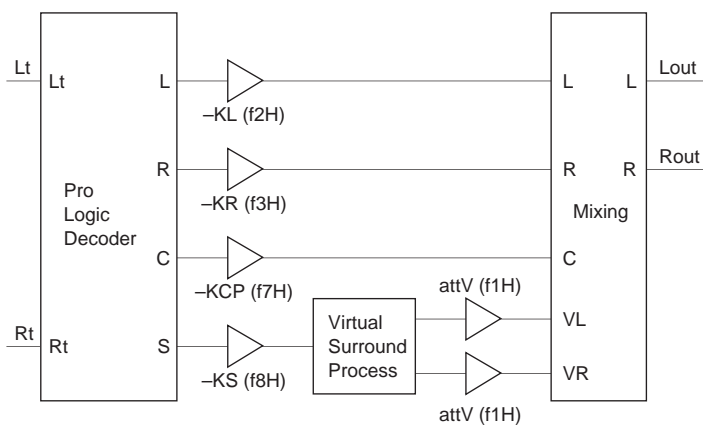 Lt
Lt
L
–KL (f2H)
L
L
Lout
R
–KR (f3H)
R
R
Rout
Pro
Logic
Decoder
Mixing
C
–KCP (f7H)
C
attV (f1H)
Rt
Rt
S
–KS (f8H)
Virtual
Surround
Process
VL
VR
attV (f1H)